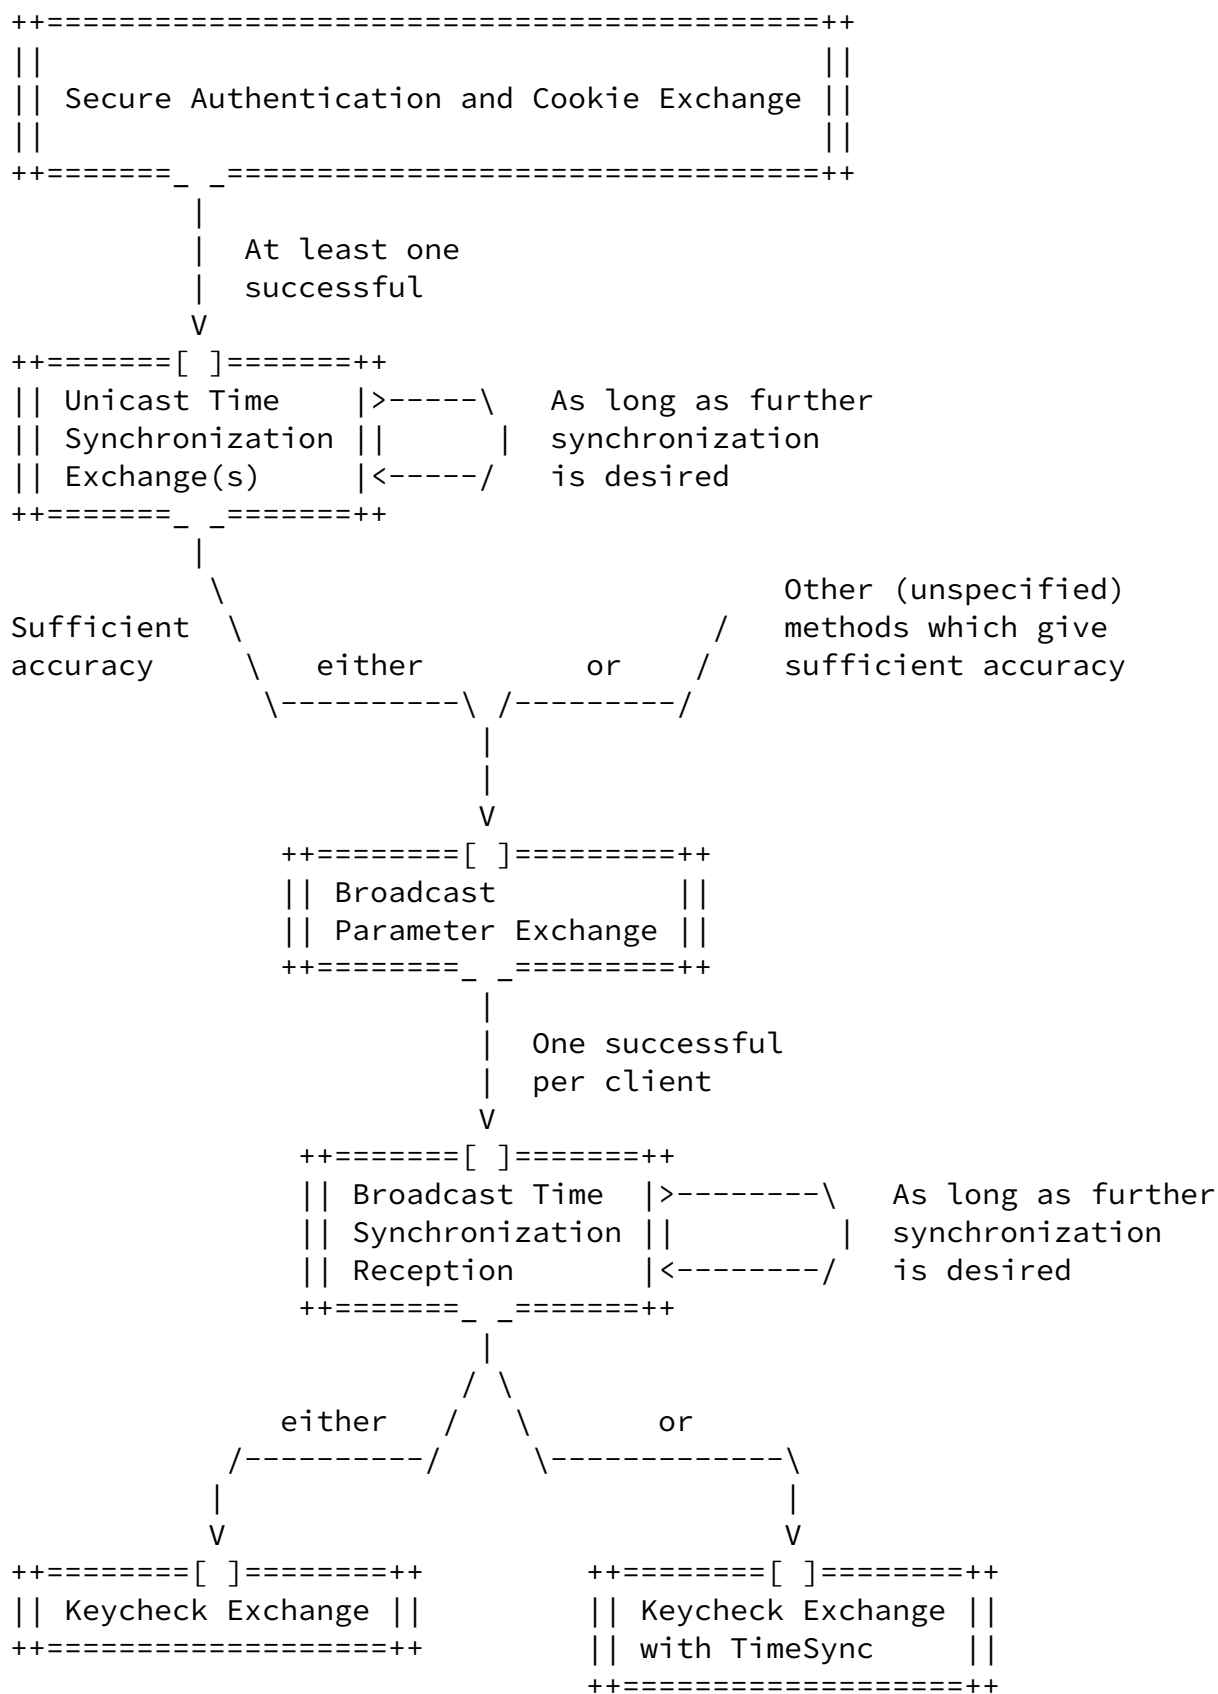 ++===========================================++
||                                           ||
|| Secure Authentication and Cookie Exchange ||
||                                           ||
++=======_ _=================================++
          |
          |  At least one
          |  successful
          V
++=======[ ]=======++
|| Unicast Time    |>-----\   As long as further
|| Synchronization ||      |  synchronization
|| Exchange(s)     |<-----/   is desired
++=======_ _=======++
          |
           \                               Other (unspecified)
Sufficient  \                          /   methods which give
accuracy     \   either         or    /    sufficient accuracy
              \----------\ /---------/
                          |
                          |
                          V
               ++========[ ]=========++
               || Broadcast          ||
               || Parameter Exchange ||
               ++========_ _=========++
                          |
                          |  One successful
                          |  per client
                          V
                ++=======[ ]=======++
                || Broadcast Time  |>--------\   As long as further
                || Synchronization ||         |  synchronization
                || Reception       |<--------/   is desired
                ++=======_ _=======++
                          |
                         / \
               either   /   \       or
            /----------/     \-------------\
           |                               |
           V                               V
++========[ ]========++         ++========[ ]========++
|| Keycheck Exchange ||         || Keycheck Exchange ||
++===================++         || with TimeSync     ||
                                ++===================++